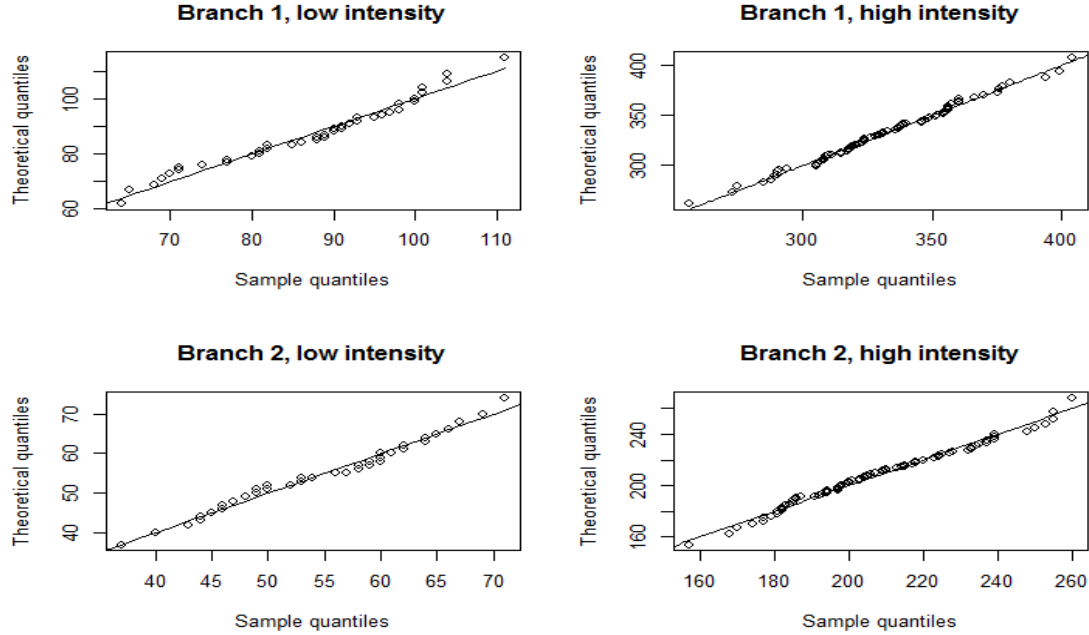 Branch 1, low intensity
Theoretical quantiles
60 80 100
70 80 90 100 110
Sample quantiles
Branch 1, high intensity
Theoretical quantiles
300 350 400
300 350 400
Sample quantiles
Branch 2, low intensity
Theoretical quantiles
40 50 60 70
40 45 50 55 60 65 70
Sample quantiles
Branch 2, high intensity
Theoretical quantiles
160 200 240
160 180 200 220 240 260
Sample quantiles